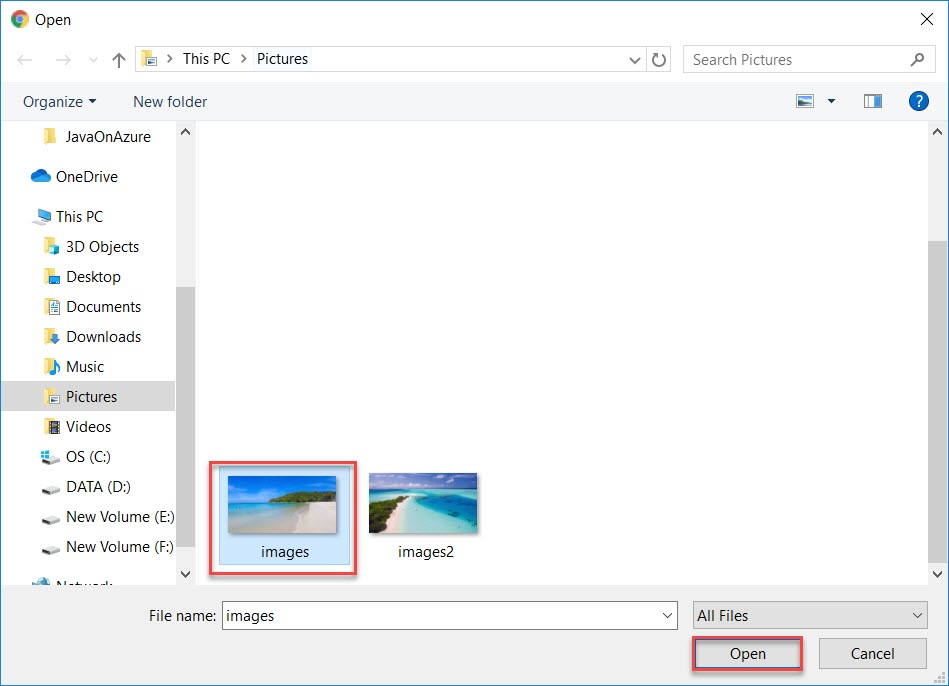 Open
This PC > Pictures
Search Pictures
Organize
New folder
?
JavaOnAzure
OneDrive
This PC
3D Objects
Desktop
Documents
Downloads
Music
Pictures
Videos
OS (C:)
DATA (D:)
New Volume (E:)
New Volume (F:)
Network
images
images2
File name: images
All Files
Open
Cancel